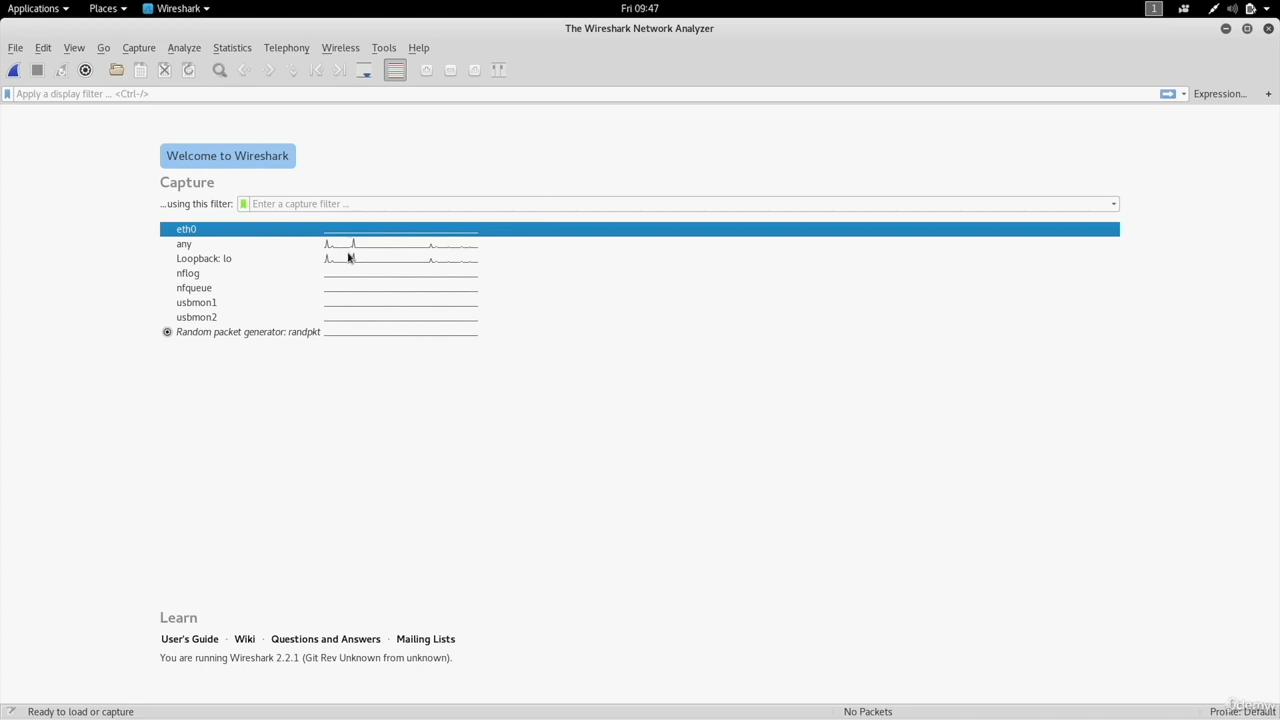 Applications Places Wireshark Fri 09:47 1
The Wireshark Network Analyzer
File Edit View Go Capture Analyze Statistics Telephony Wireless Tools Help
Apply a display filter ... <Ctrl-/> Expression... +
Welcome to Wireshark
Capture
...using this filter: Enter a capture filter ...
eth0
any
Loopback: lo
nflog
nfqueue
usbmon1
usbmon2
Random packet generator: randpkt
Learn
User's Guide · Wiki · Questions and Answers · Mailing Lists
You are running Wireshark 2.2.1 (Git Rev Unknown from unknown).
Ready to load or capture No Packets Profile: Default